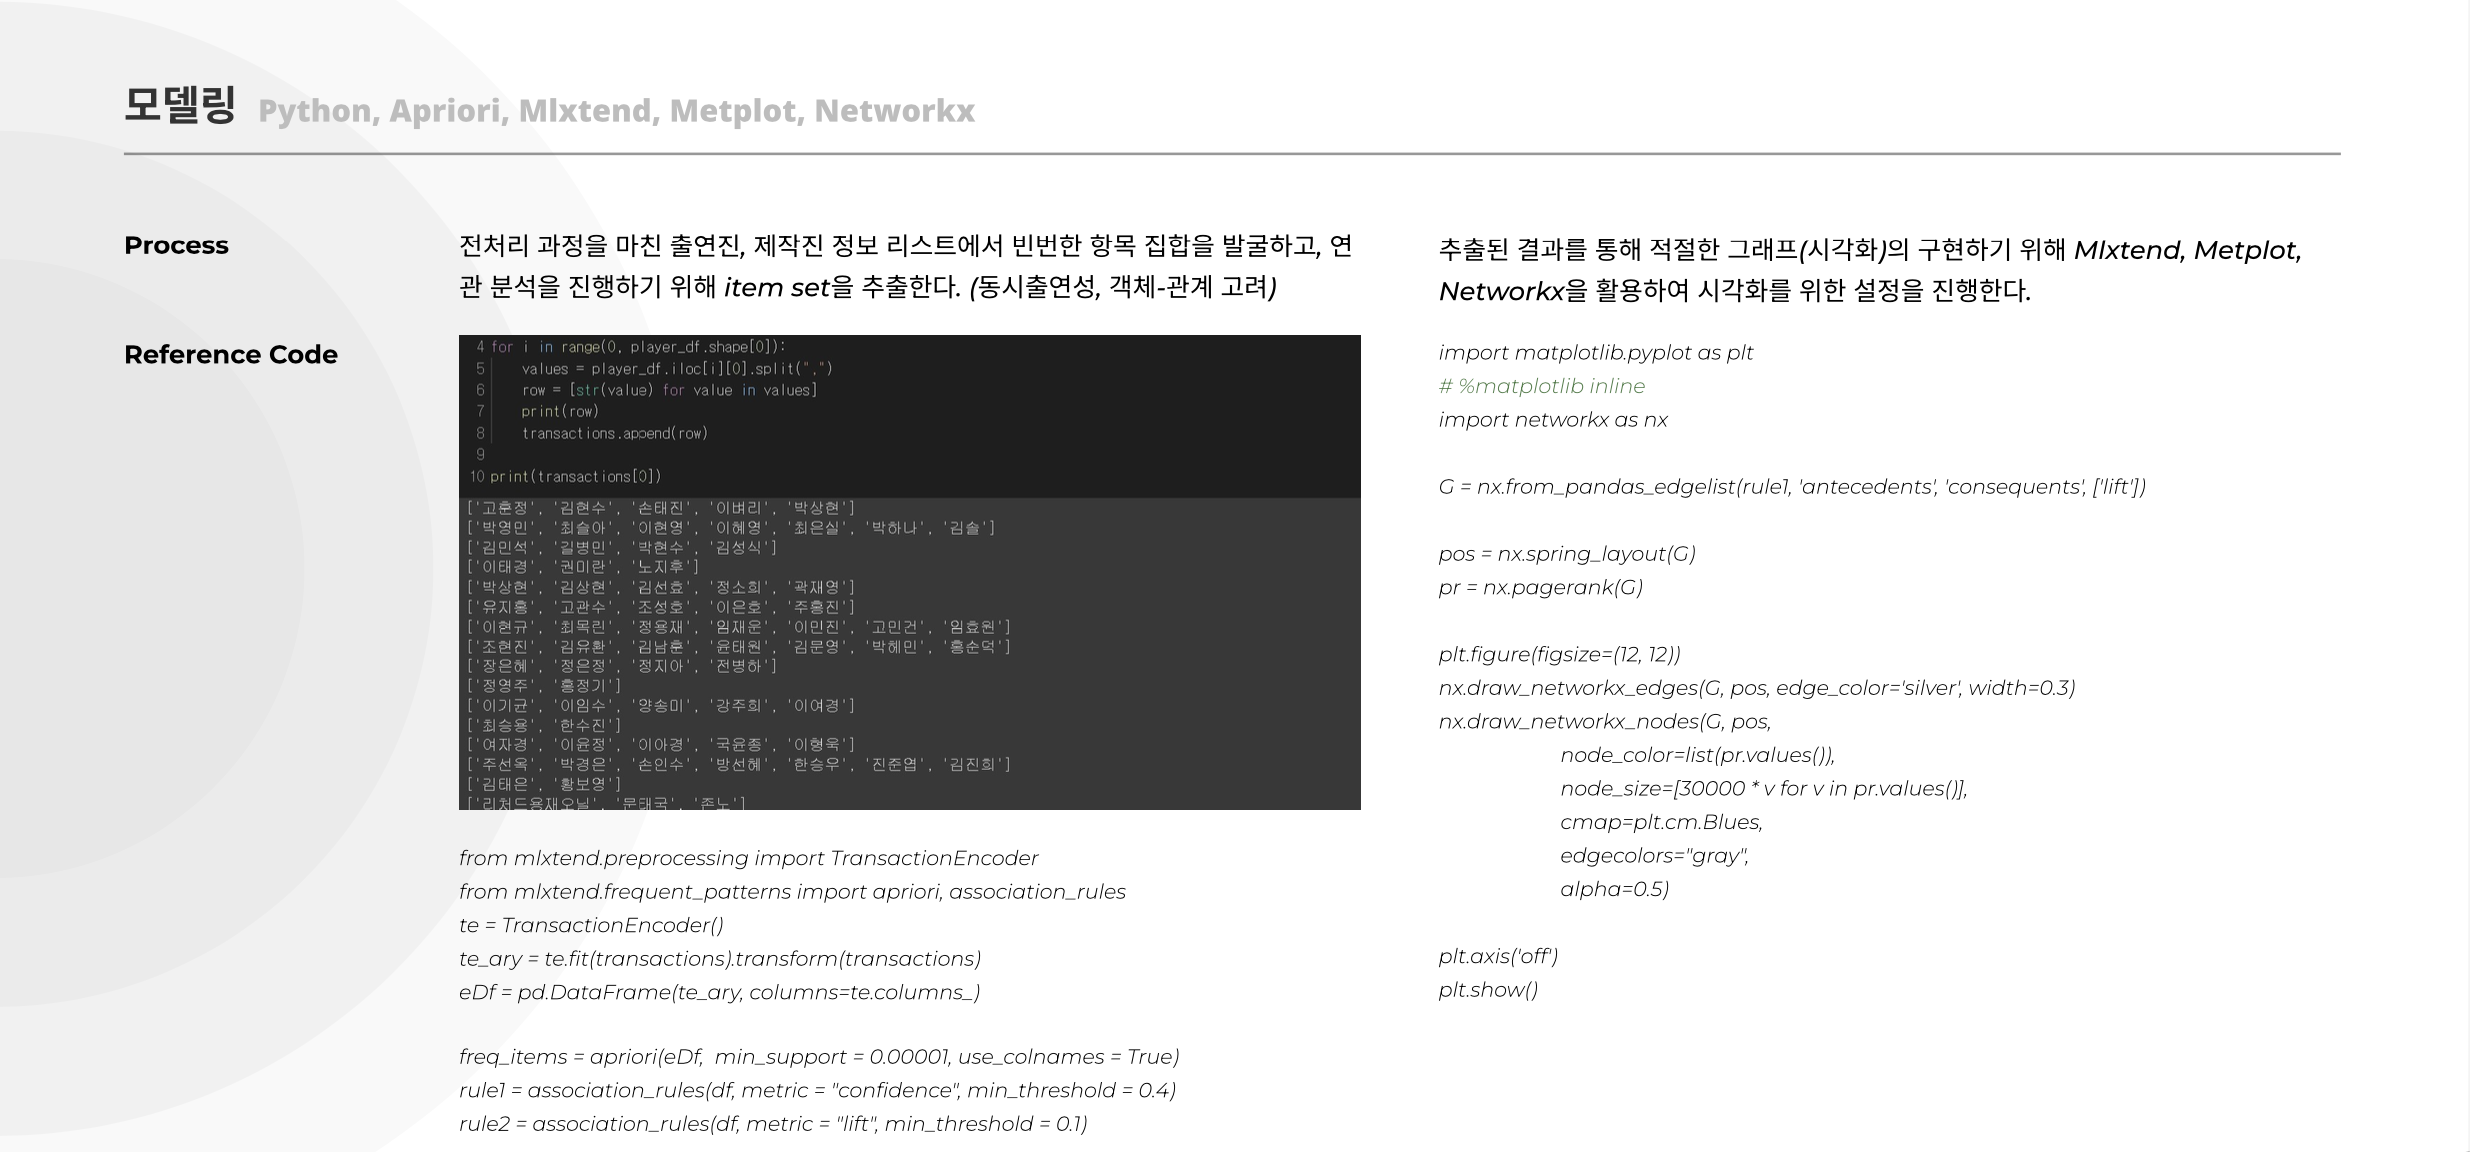 모델링 Python, Apriori, Mlxtend, Metplot, Networkx
Process
전처리 과정을 마친 출연진, 제작진 정보 리스트에서 빈번한 항목 집합을 발굴하고, 연
관 분석을 진행하기 위해 item set을 추출한다. (동시출연성, 객체-관계 고려)
Reference Code
4 for i in range(0, player_df.shape[0]):
5 values = player_df.iloc[i][0].split(",")
6 row = [str(value) for value in values]
7 print(row)
8 transactions.append(row)
9
10 print(transactions[0])
['고훈정', '김현수', '손태진', '이벼리', '박상현']
['박영민', '최슬아', '이현영', '이혜영', '최은실', '박하나', '김솔']
['김민석', '길병민', '박현수', '김성식']
['이태경', '권미란', '노지후']
['박상현', '김상현', '김선효', '정소희', '곽재영']
['유지홍', '고관수', '조성호', '이은호', '주홍진']
['이현규', '최목린', '정용재', '임재운', '이민진', '고민건', '임효원']
['조현진', '김유환', '김남훈', '윤태원', '김문영', '박혜민', '홍순덕']
['장은혜', '정은정', '정지아', '전병하']
['정영주', '홍정기']
['이기균', '이임수', '양송미', '강주희', '이여경']
['최승용', '한수진']
['여자경', '이윤정', '이아경', '국윤종', '이형욱']
['주선옥', '박경은', '손인수', '방선혜', '한승우', '진준엽', '김진희']
['김태은', '황보영']
['리처드용재오닐', '문태국', '존노']
from mlxtend.preprocessing import TransactionEncoder
from mlxtend.frequent_patterns import apriori, association_rules
te = TransactionEncoder()
te_ary = te.fit(transactions).transform(transactions)
eDf = pd.DataFrame(te_ary, columns=te.columns_)
freq_items = apriori(eDf,  min_support = 0.00001, use_colnames = True)
rule1 = association_rules(df, metric = "confidence", min_threshold = 0.4)
rule2 = association_rules(df, metric = "lift", min_threshold = 0.1)
추출된 결과를 통해 적절한 그래프(시각화)의 구현하기 위해 Mlxtend, Metplot,
Networkx을 활용하여 시각화를 위한 설정을 진행한다.
import matplotlib.pyplot as plt
# %matplotlib inline
import networkx as nx
G = nx.from_pandas_edgelist(rule1, 'antecedents', 'consequents', ['lift'])
pos = nx.spring_layout(G)
pr = nx.pagerank(G)
plt.figure(figsize=(12, 12))
nx.draw_networkx_edges(G, pos, edge_color='silver', width=0.3)
nx.draw_networkx_nodes(G, pos,
node_color=list(pr.values()),
node_size=[30000 * v for v in pr.values()],
cmap=plt.cm.Blues,
edgecolors="gray",
alpha=0.5)
plt.axis('off')
plt.show()